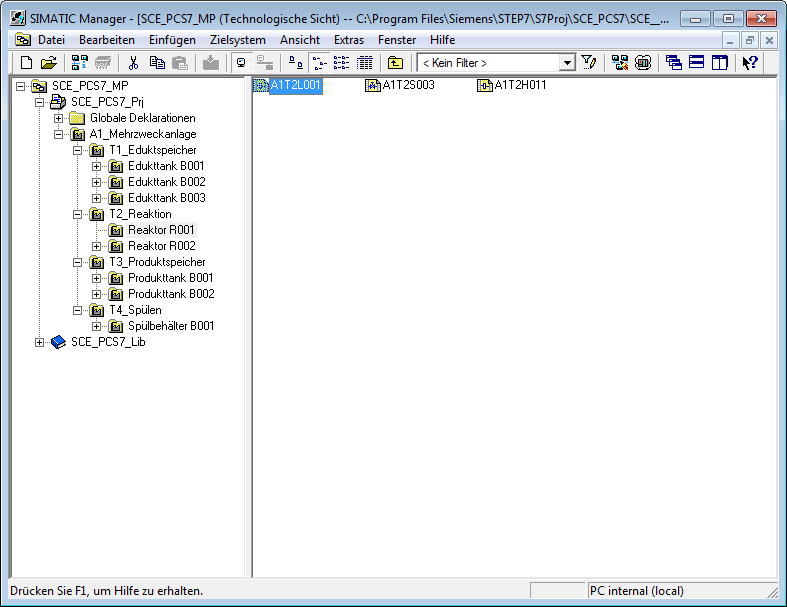 SIMATIC Manager - [SCE_PCS7_MP (Technologische Sicht) -- C:\Program Files\Siemens\STEP7\S7Proj\SCE_PCS7\SCE__...
Datei Bearbeiten Einfügen Zielsystem Ansicht Extras Fenster Hilfe
< Kein Filter >
SCE_PCS7_MP
SCE_PCS7_Prj
Globale Deklarationen
A1_Mehrzweckanlage
T1_Eduktspeicher
Edukttank B001
Edukttank B002
Edukttank B003
T2_Reaktion
Reaktor R001
Reaktor R002
T3_Produktspeicher
Produkttank B001
Produkttank B002
T4_Spülen
Spülbehälter B001
SCE_PCS7_Lib
A1T2L001 A1T2S003 A1T2H011
Drücken Sie F1, um Hilfe zu erhalten. PC internal (local)